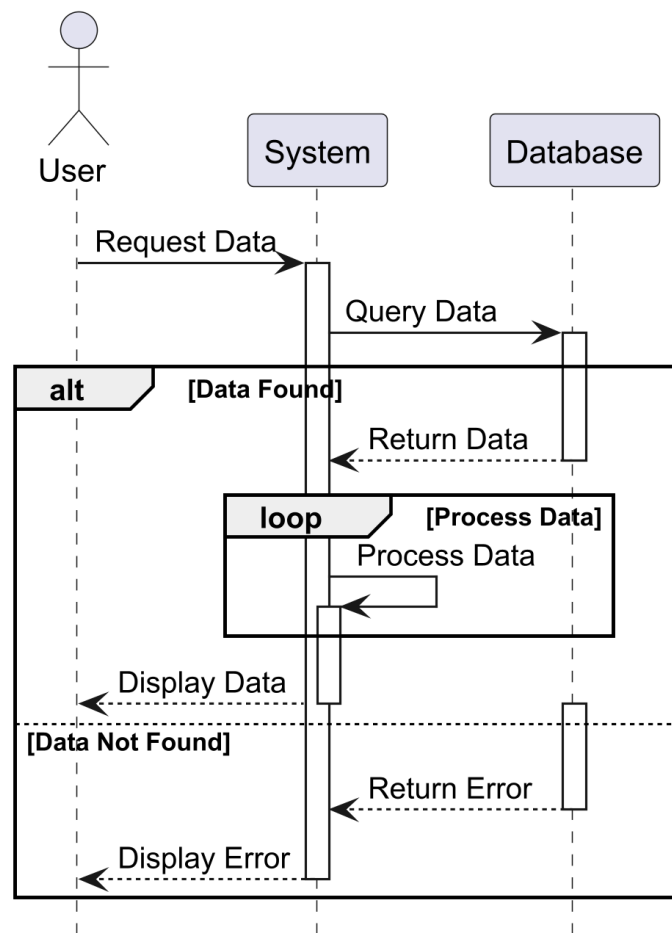 User
System
Database
Request Data
Query Data
alt
[Data Found]
Return Data
loop
[Process Data]
Process Data
Display Data
[Data Not Found]
Return Error
Display Error